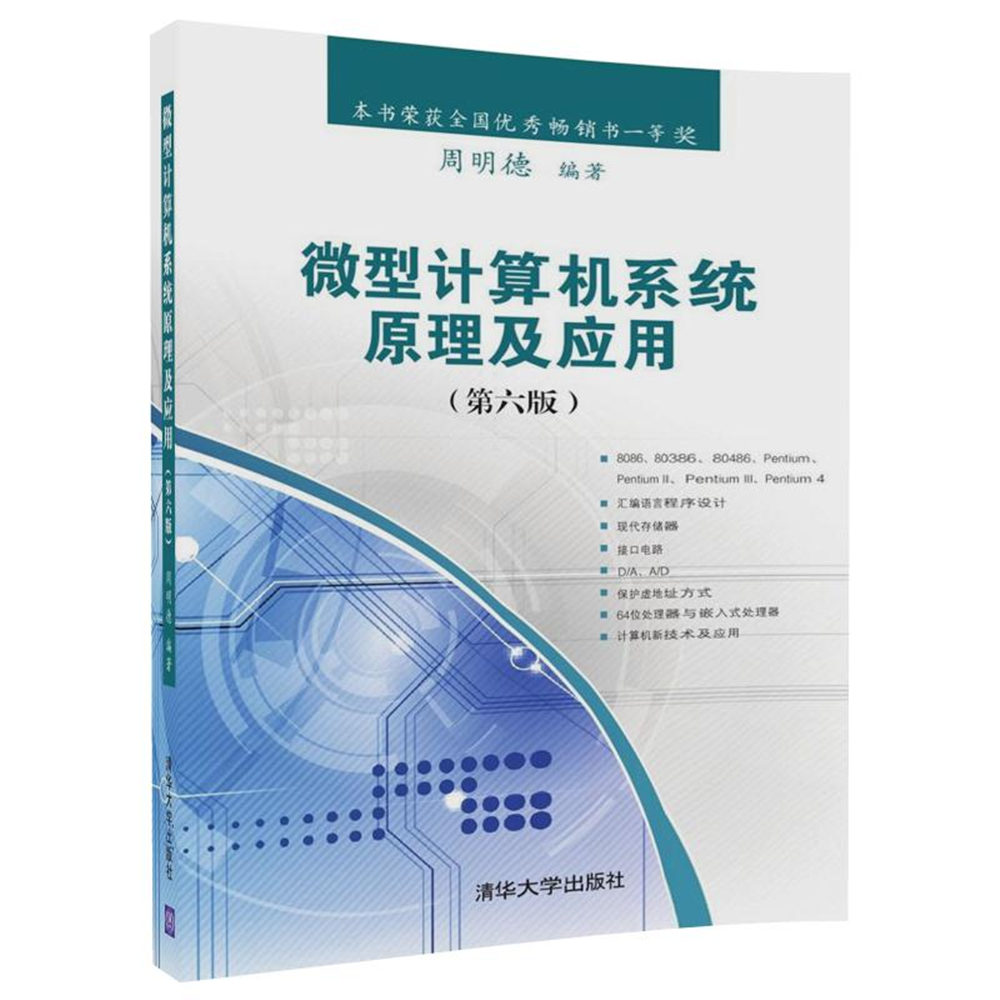 本书荣获全国优秀畅销书一等奖
周明德 编著
微型计算机系统
原理及应用
（第六版）
8086、80386、80486、Pentium、
Pentium II、Pentium III、Pentium 4
汇编语言程序设计
现代存储器
接口电路
D/A、A/D
保护虚地址方式
64位处理器与嵌入式处理器
计算机新技术及应用
清华大学出版社
微型计算机系统原理及应用（第六版） 周明德 编著 清华大学出版社